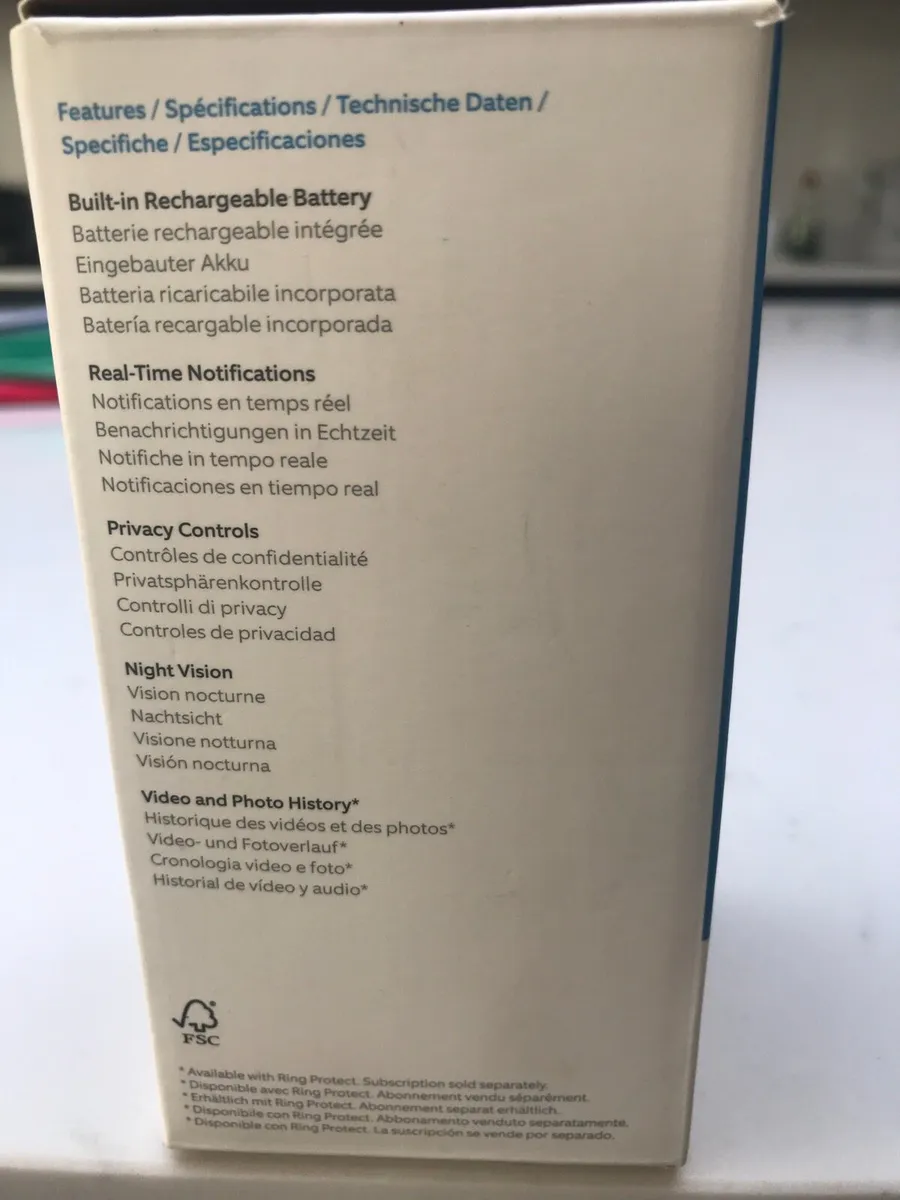 Features / Spécifications / Technische Daten /
Specifiche / Especificaciones
Built-in Rechargeable Battery
Batterie rechargeable intégrée
Eingebauter Akku
Batteria ricaricabile incorporata
Batería recargable incorporada
Real-Time Notifications
Notifications en temps réel
Benachrichtigungen in Echtzeit
Notifiche in tempo reale
Notificaciones en tiempo real
Privacy Controls
Contrôles de confidentialité
Privatsphärenkontrolle
Controlli di privacy
Controles de privacidad
Night Vision
Vision nocturne
Nachtsicht
Visione notturna
Visión nocturna
Video and Photo History*
Historique des vidéos et des photos*
Video- und Fotoverlauf*
Cronologia video e foto*
Historial de vídeo y audio*
FSC
* Available with Ring Protect. Subscription sold separately.
* Disponible avec Ring Protect. Abonnement vendu séparément.
* Erhältlich mit Ring Protect. Abonnement separat erhältlich.
* Disponibile con Ring Protect. Abbonamento venduto separatamente.
* Disponible con Ring Protect. La suscripción se vende por separado.